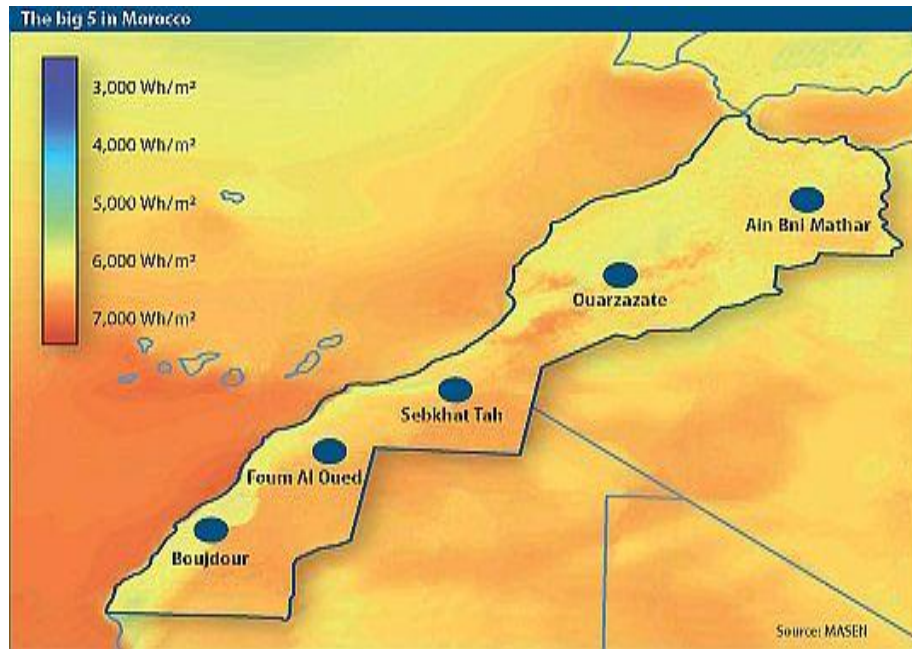 The big 5 in Morocco
3,000 Wh/m²
4,000 Wh/m²
5,000 Wh/m²
6,000 Wh/m²
7,000 Wh/m²
Ain Bni Mathar
Ouarzazate
Sebkhat Tah
Foum Al Oued
Boujdour
Source: MASEN